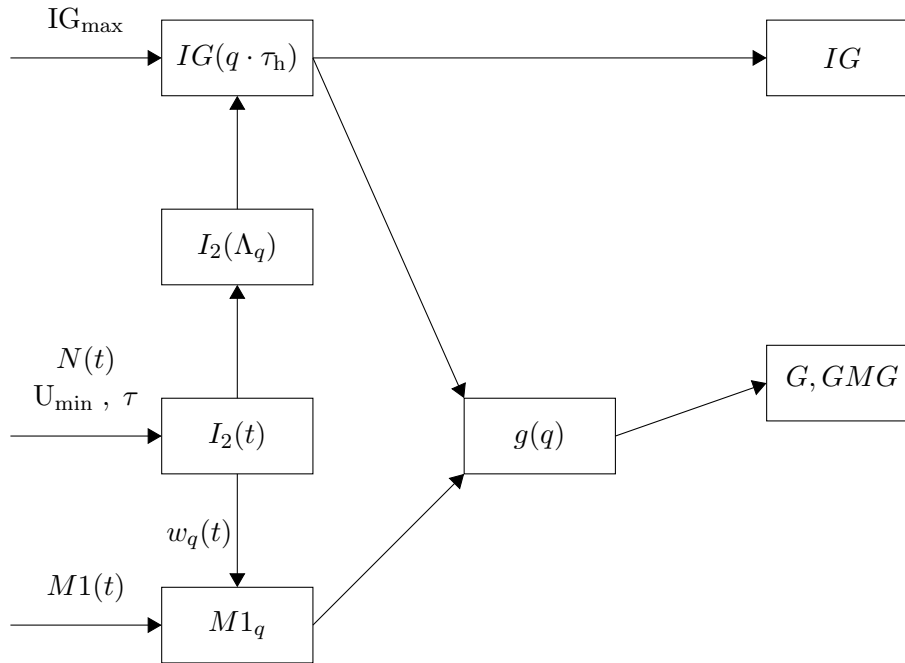 IG_max
IG(q · τ_h)
IG
I_2(Λ_q)
N(t)
U_min , τ
I_2(t)
g(q)
G, GMG
w_q(t)
M1(t)
M1_q